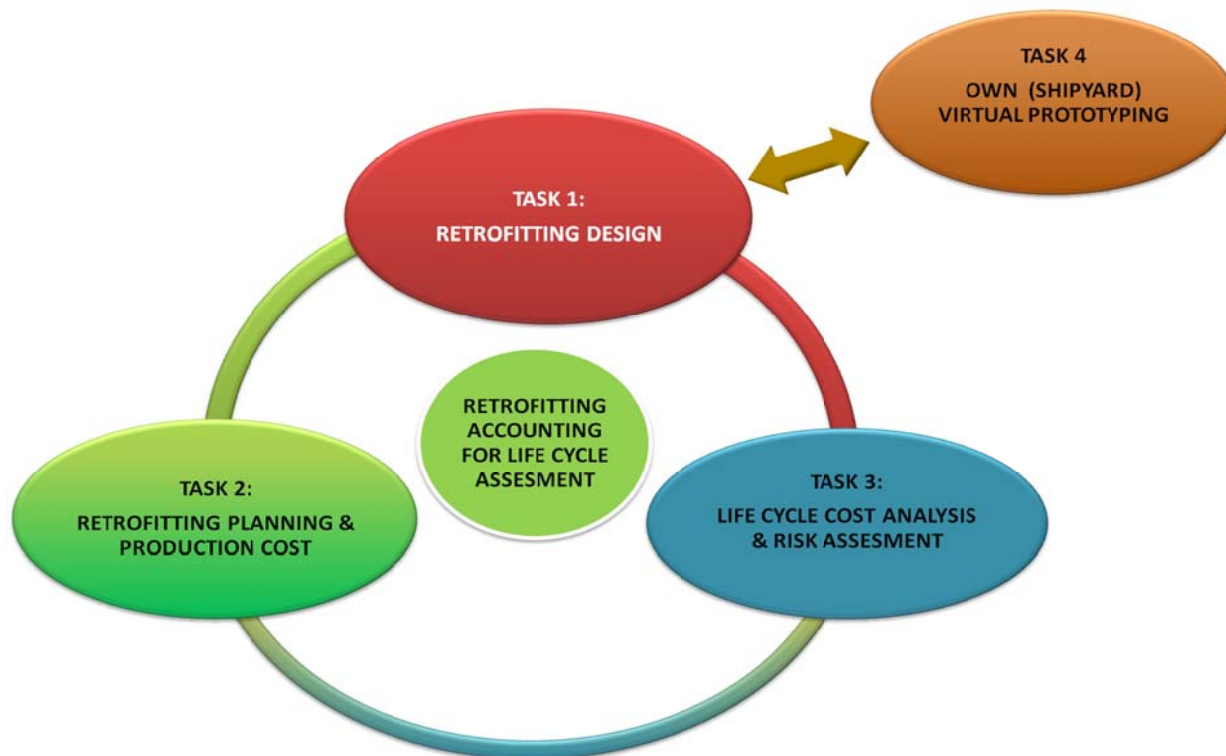 TASK 4
OWN (SHIPYARD)
VIRTUAL PROTOTYPING
TASK 1:
RETROFITTING DESIGN
RETROFITTING
ACCOUNTING
FOR LIFE CYCLE
ASSESMENT
TASK 2:
RETROFITTING PLANNING &
PRODUCTION COST
TASK 3:
LIFE CYCLE COST ANALYSIS
& RISK ASSESMENT